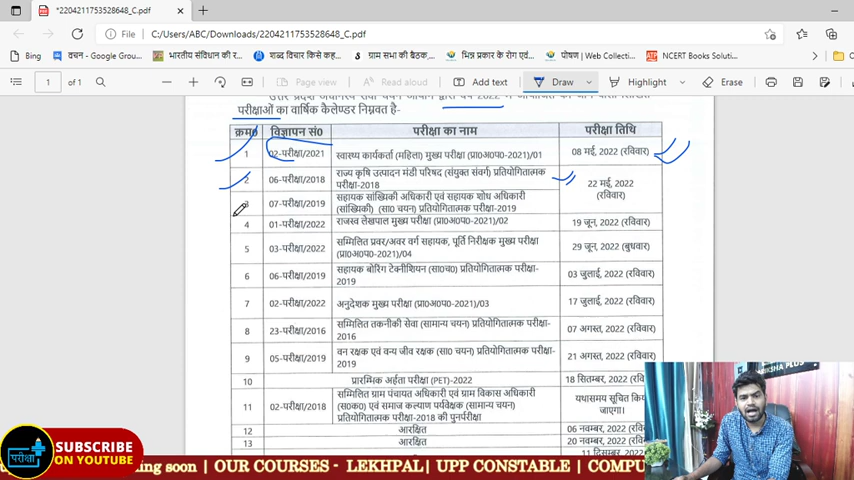 *2204211753528648_C.pdf
File C:/Users/ABC/Downloads/2204211753528648_C.pdf
Bing वचन - Google Grou... भारतीय संविधान की र... शब्द विचार किसे कह... ग्राम सभा की बैठक,... भिन्न प्रकार के रोग एवं... पोषण | Web Collecti... NCERT Books Soluti...
1 of 1 Page view Read aloud Add text Draw Highlight Erase
परीक्षाओं का वार्षिक कैलेण्डर निम्नवत है-
क्रम0 विज्ञापन सं0 परीक्षा का नाम परीक्षा तिथि
1 02-परीक्षा/2021 स्वास्थ्य कार्यकर्ता (महिला) मुख्य परीक्षा (प्रा0अ0प0-2021)/01 08 मई, 2022 (रविवार)
2 06-परीक्षा/2018 राज्य कृषि उत्पादन मंडी परिषद (संयुक्त संवर्ग) प्रतियोगितात्मक
परीक्षा-2018
22 मई, 2022
(रविवार)
3 07-परीक्षा/2019 सहायक सांख्यिकी अधिकारी एवं सहायक शोध अधिकारी
(सांख्यिकी) (सा0 चयन) प्रतियोगितात्मक परीक्षा-2019
4 01-परीक्षा/2022 राजस्व लेखपाल मुख्य परीक्षा (प्रा0अ0प0-2021)/02 19 जून, 2022 (रविवार)
5 03-परीक्षा/2022 सम्मिलित प्रवर/अवर वर्ग सहायक, पूर्ति निरीक्षक मुख्य परीक्षा
(प्रा0अ0प0-2021)/04 29 जून, 2022 (बुधवार)
6 06-परीक्षा/2019 सहायक बोरिंग टेक्नीशियन (सा0च0) प्रतियोगितात्मक परीक्षा-
2019 03 जुलाई, 2022 (रविवार)
7 02-परीक्षा/2022 अनुदेशक मुख्य परीक्षा (प्रा0अ0प0-2021)/03 17 जुलाई, 2022 (रविवार)
8 23-परीक्षा/2016 सम्मिलित तकनीकी सेवा (सामान्य चयन) प्रतियोगितात्मक परीक्षा-
2016 07 अगस्त, 2022 (रविवार)
9 05-परीक्षा/2019 वन रक्षक एवं वन्य जीव रक्षक (सा0 चयन) प्रतियोगितात्मक परीक्षा-
2019 21 अगस्त, 2022 (रविवार)
10 प्रारम्भिक अर्हता परीक्षा (PET)-2022 18 सितम्बर, 2022 (रवि
11 02-परीक्षा/2018 सम्मिलित ग्राम पंचायत अधिकारी एवं ग्राम विकास अधिकारी
(स0क0) एवं समाज कल्याण पर्यवेक्षक (सामान्य चयन)
प्रतियोगितात्मक परीक्षा-2018 की पुनर्परीक्षा
यथासमय सूचित किय
जाएगा।
12 आरक्षित 06 नवम्बर, 2022 (रवि
13 आरक्षित 20 नवम्बर, 2022 (रवि
परीक्षा
SUBSCRIBE
ON YOUTUBE
ing soon | OUR COURSES - LEKHPAL| UPP CONSTABLE | COMPU